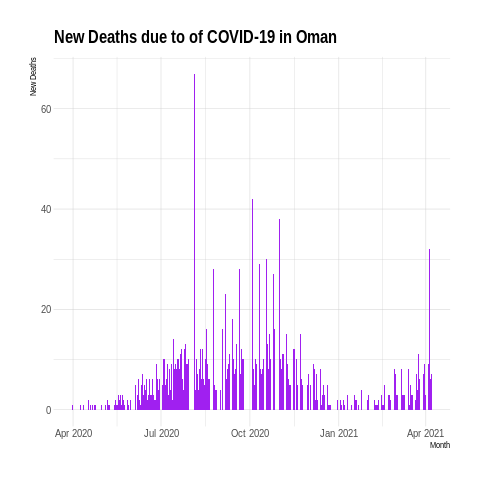 New Deaths due to of COVID-19 in Oman
New Deaths
60
40
20
0
Apr 2020 Jul 2020 Oct 2020 Jan 2021 Apr 2021
Month